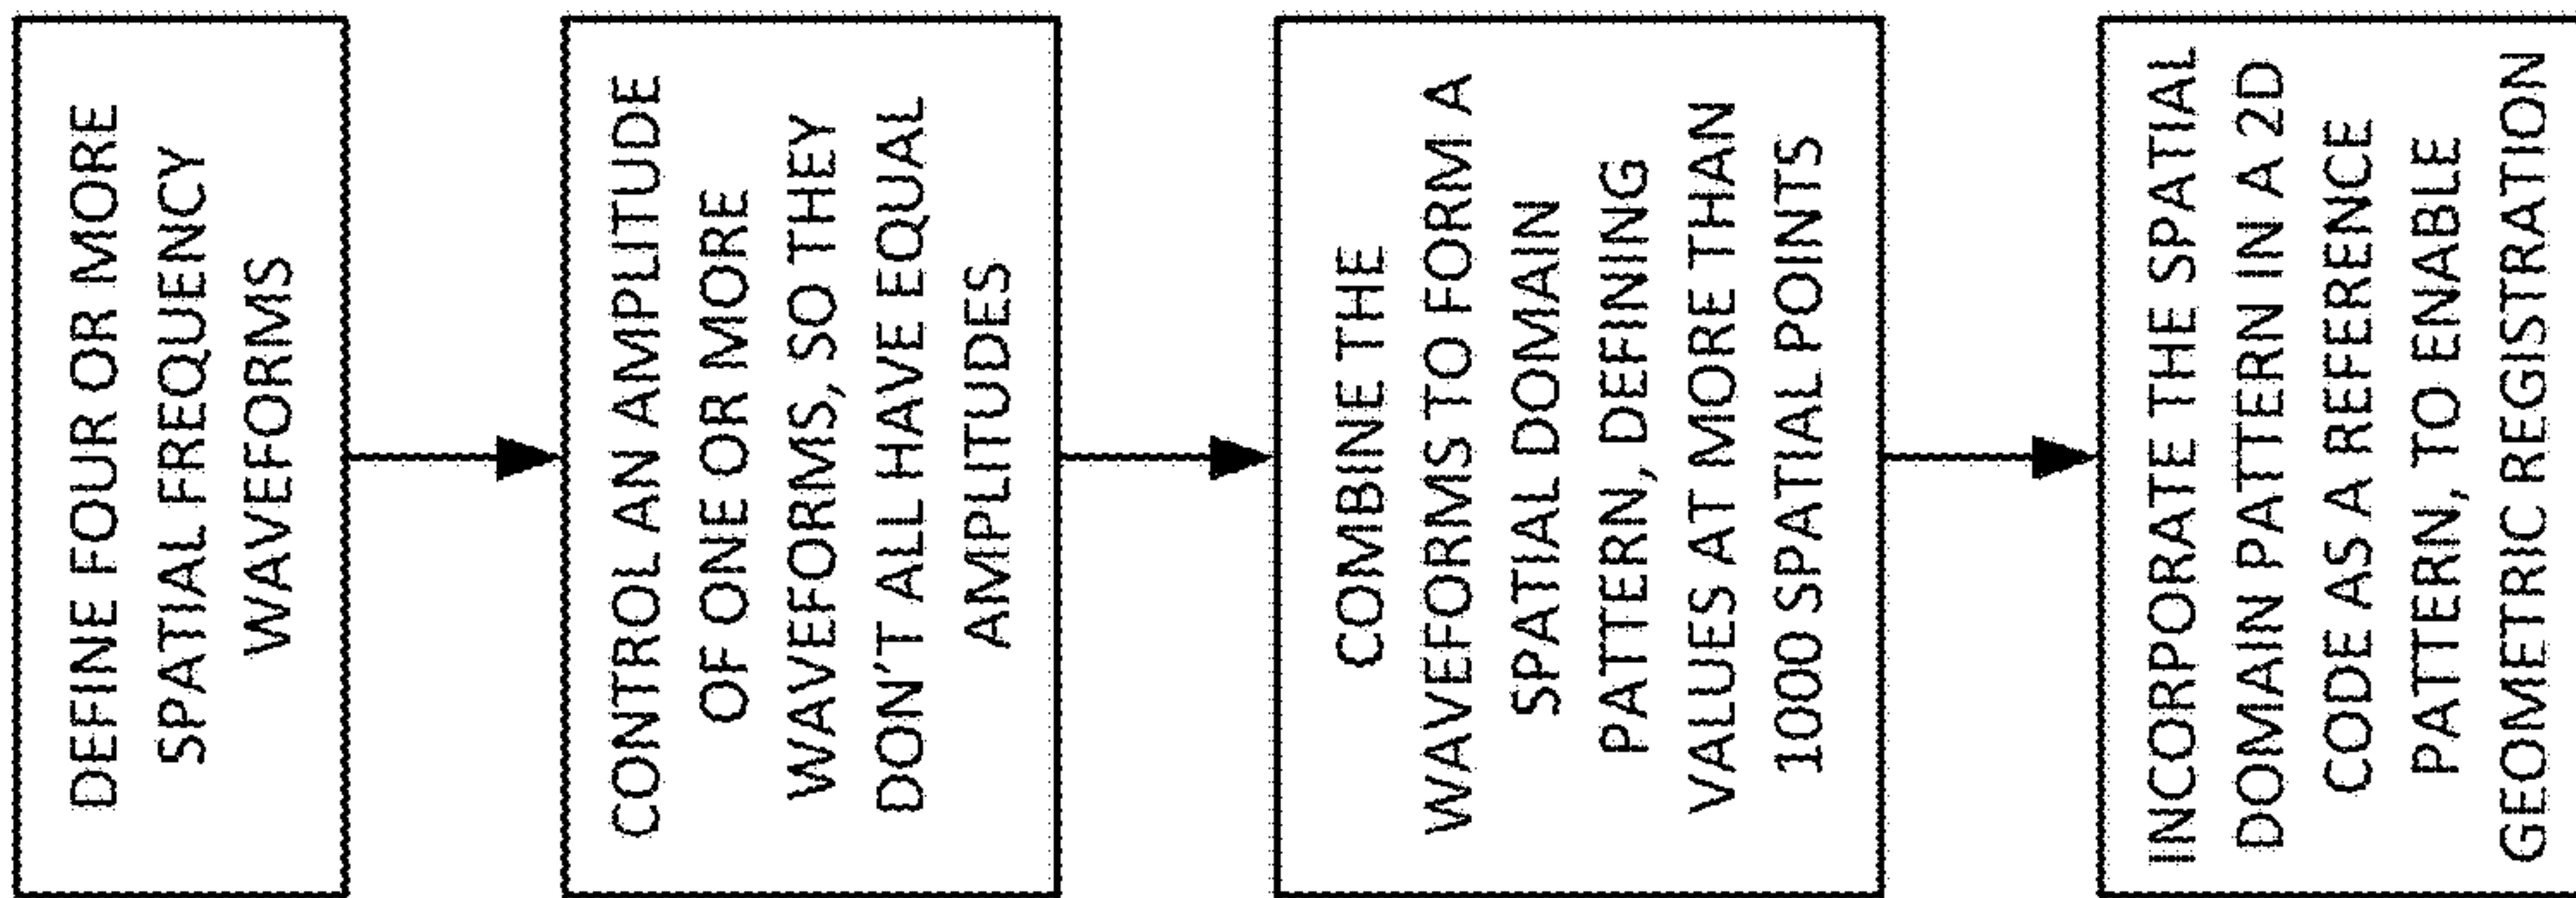 DEFINE FOUR OR MORE
SPATIAL FREQUENCY
WAVEFORMS
CONTROL AN AMPLITUDE
OF ONE OR MORE
WAVEFORMS, SO THEY
DON'T ALL HAVE EQUAL
AMPLITUDES
COMBINE THE
WAVEFORMS TO FORM A
SPATIAL DOMAIN
PATTERN, DEFINING
VALUES AT MORE THAN
1000 SPATIAL POINTS
INCORPORATE THE SPATIAL
DOMAIN PATTERN IN A 2D
CODE AS A REFERENCE
PATTERN, TO ENABLE
GEOMETRIC REGISTRATION